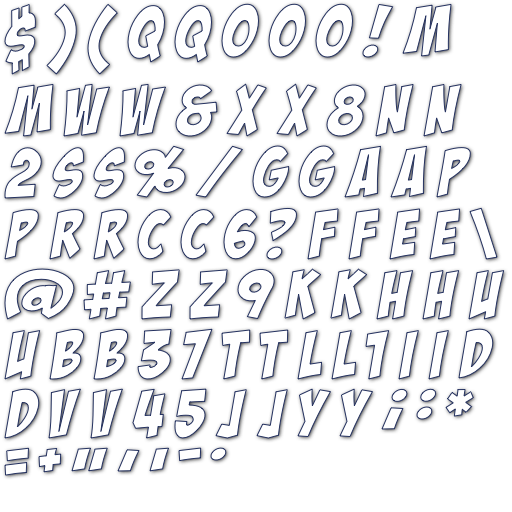 $)(QQOOO!M
MWW&XX8NN
2SS%/GGAAP
PRRCC6?FFEE\
@#ZZ9KKHHU
UBB37TTLL1IID
DVV45JJYY;:*
=+",'-.